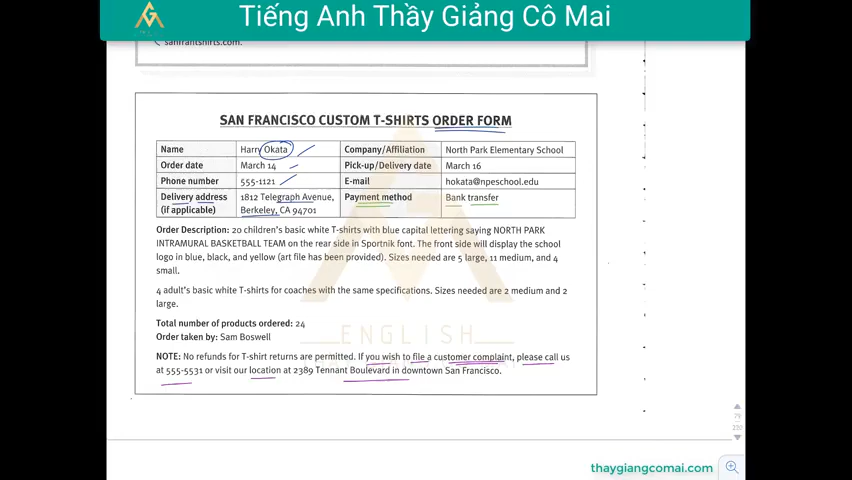 Tiếng Anh Thầy Giảng Cô Mai
sanfrantshirts.com.
SAN FRANCISCO CUSTOM T-SHIRTS ORDER FORM
Name Harry Okata Company/Affiliation North Park Elementary School
Order date March 14 Pick-up/Delivery date March 16
Phone number 555-1121 E-mail hokata@npeschool.edu
Delivery address 1812 Telegraph Avenue, Payment method Bank transfer
(if applicable) Berkeley, CA 94701
Order Description: 20 children's basic white T-shirts with blue capital lettering saying NORTH PARK
INTRAMURAL BASKETBALL TEAM on the rear side in Sportnik font. The front side will display the school
logo in blue, black, and yellow (art file has been provided). Sizes needed are 5 large, 11 medium, and 4
small.
4 adult's basic white T-shirts for coaches with the same specifications. Sizes needed are 2 medium and 2
large.
Total number of products ordered: 24
Order taken by: Sam Boswell
ENGLISH
NOTE: No refunds for T-shirt returns are permitted. If you wish to file a customer complaint, please call us
at 555-5531 or visit our location at 2389 Tennant Boulevard in downtown San Francisco.
79
230
thaygiangcomai.com